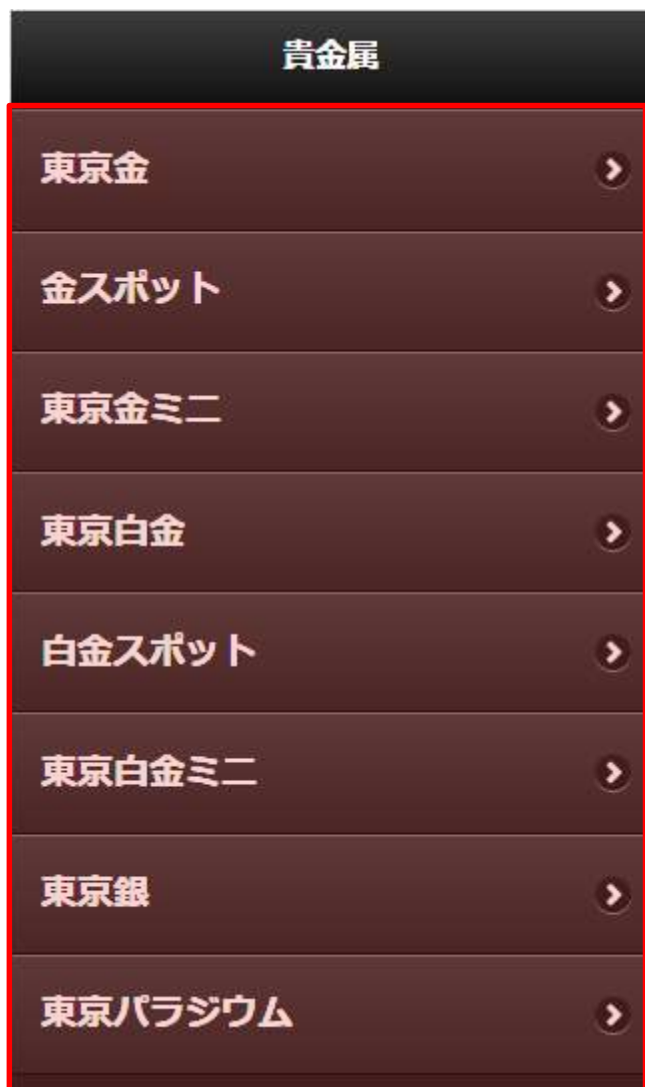 貴金属
東京金
金スポット
東京金ミニ
東京白金
白金スポット
東京白金ミニ
東京銀
東京パラジウム